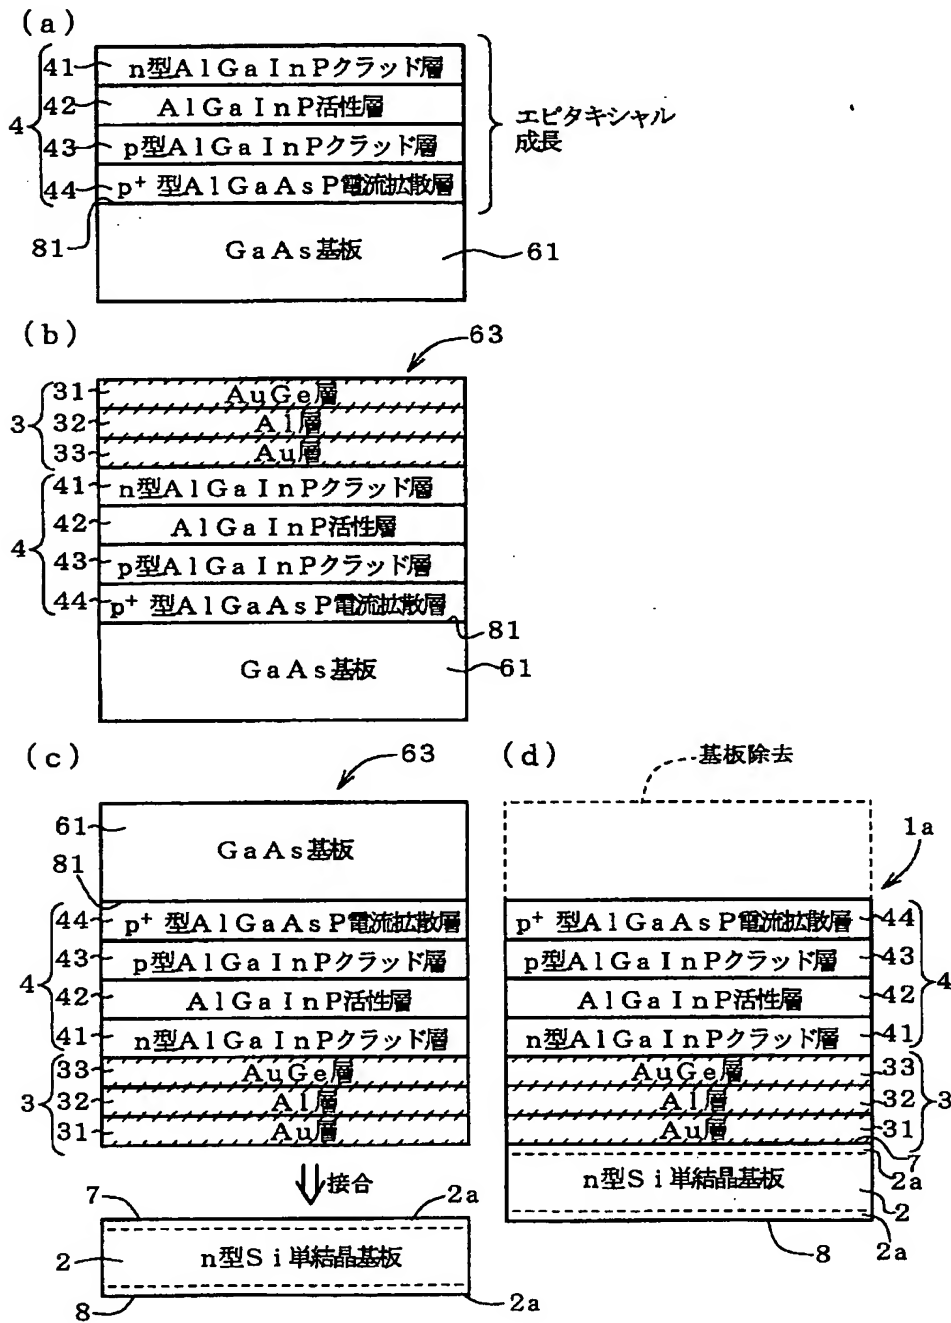 (a)
41 n型AlGaInPクラッド層
42 AlGaInP活性層
4 43 p型AlGaInPクラッド層
44 p+ 型AlGaAsP電流拡散層
81
GaAs基板 61
エピタキシャル
成長
(b)
63
31 AuGe層
3 32 Al層
33 Au層
41 n型AlGaInPクラッド層
42 AlGaInP活性層
4 43 p型AlGaInPクラッド層
44 p+ 型AlGaAsP電流拡散層
81
GaAs基板 61
(c)
63
61 GaAs基板
81
44 p+ 型AlGaAsP電流拡散層
43 p型AlGaInPクラッド層
4 42 AlGaInP活性層
41 n型AlGaInPクラッド層
33 AuGe層
3 32 Al層
31 Au層
接合
7 2a
2 n型Si単結晶基板
8 2a
(d)
基板除去
1a
p+ 型AlGaAsP電流拡散層 44
p型AlGaInPクラッド層 43
AlGaInP活性層 42 4
n型AlGaInPクラッド層 41
AuGe層 33
Al層 32 3
Au層 31
7
n型Si単結晶基板 2a
2
8 2a